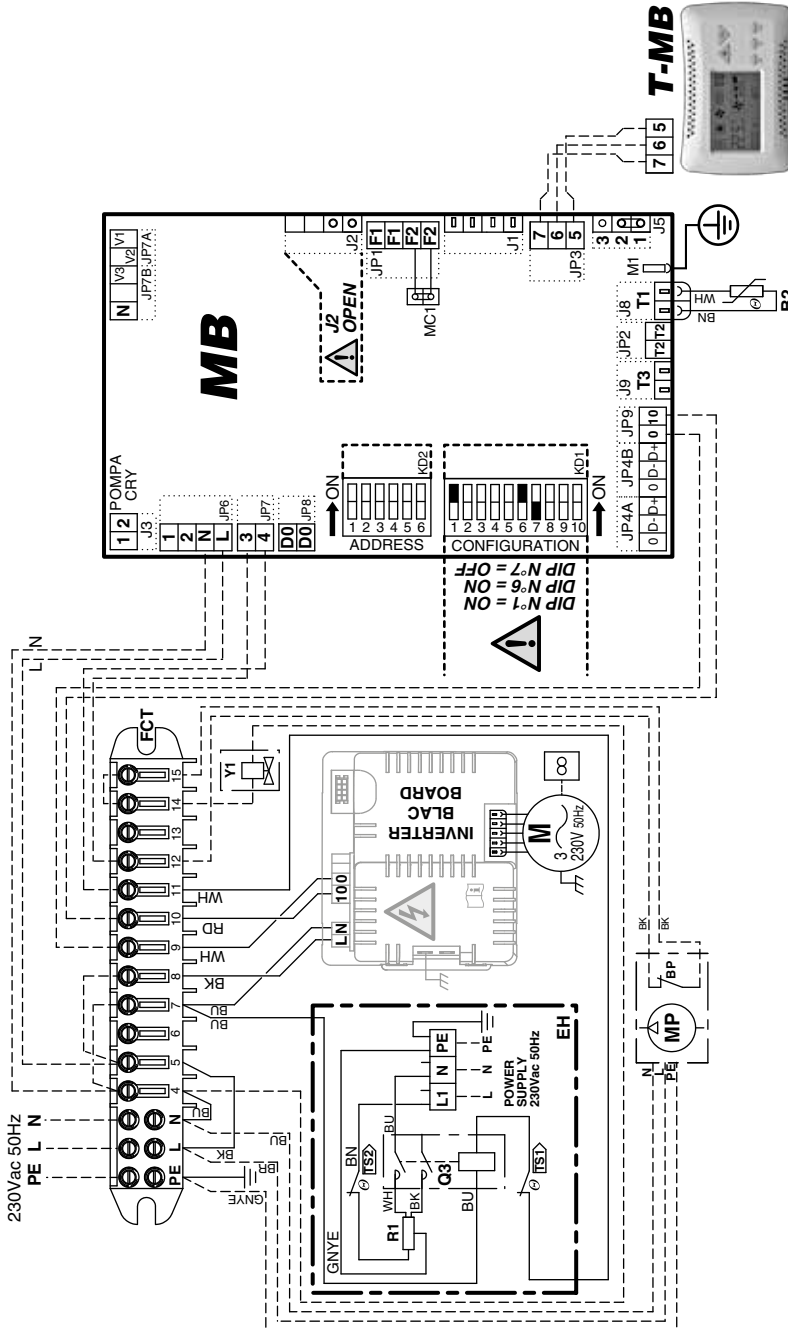 T-MB
7 6 5
MB
N V3 V2 V1
JP7B JP7A
POMPA CRY
1 2
J3
1
2
N
L
JP6
3
4
JP7
D0
D0
JP8
J2
OPEN
J2
JP1
F1
F1
F2
F2
MC1
J1
7
6
5
JP3
3
2
1
J5
M1
KD2
ON
1 2 3 4 5 6
ADDRESS
KD1
ON
1 2 3 4 5 6 7 8 9 10
CONFIGURATION
DIP N°1 = ON
DIP N°6 = ON
DIP N°7 = OFF
JP4A
0 D- D+
JP4B
0 D- D+
JP9
0 10
J9
T3
JP2
T2 T2
J8
T1
BN
WH
Θ
L N
230Vac 50Hz
PE L N
PE L N 4 5 6 7 8 9 10 11 12 13 14 15
FCT
GNYE
BR
BK
BU
BU
BU
BU
BK
WH
RD
WH
Y1
INVERTER
BLAC
BOARD
L N
10 0
M
3
230V 50Hz
8
EH
GNYE
R1
WH
BK
BU
BN
Θ
TS2
Q3
BU
L1 N PE
L N PE
POWER
SUPPLY
230Vac 50Hz
Θ
TS1
BK
BK
BP
MP
N
L
PE